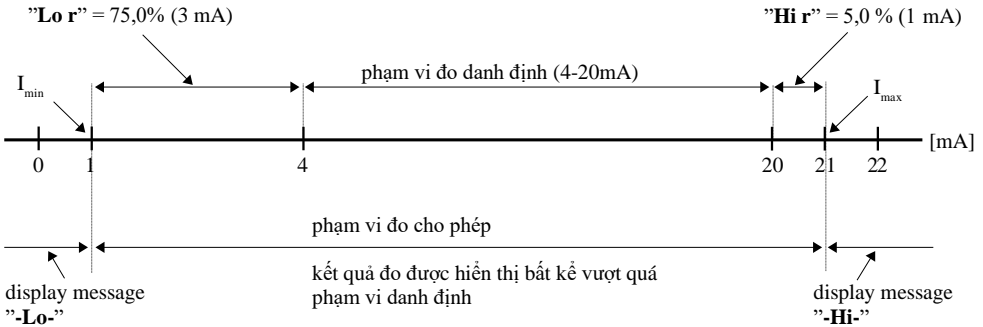 "Lo r" = 75,0% (3 mA)
"Hi r" = 5,0 % (1 mA)
phạm vi đo danh định (4-20mA)
I min
I max
[mA]
0 1 4 20 21 22
phạm vi đo cho phép
kết quả đo được hiển thị bất kể vượt quá
phạm vi danh định
display message
"-Lo-"
display message
"-Hi-"